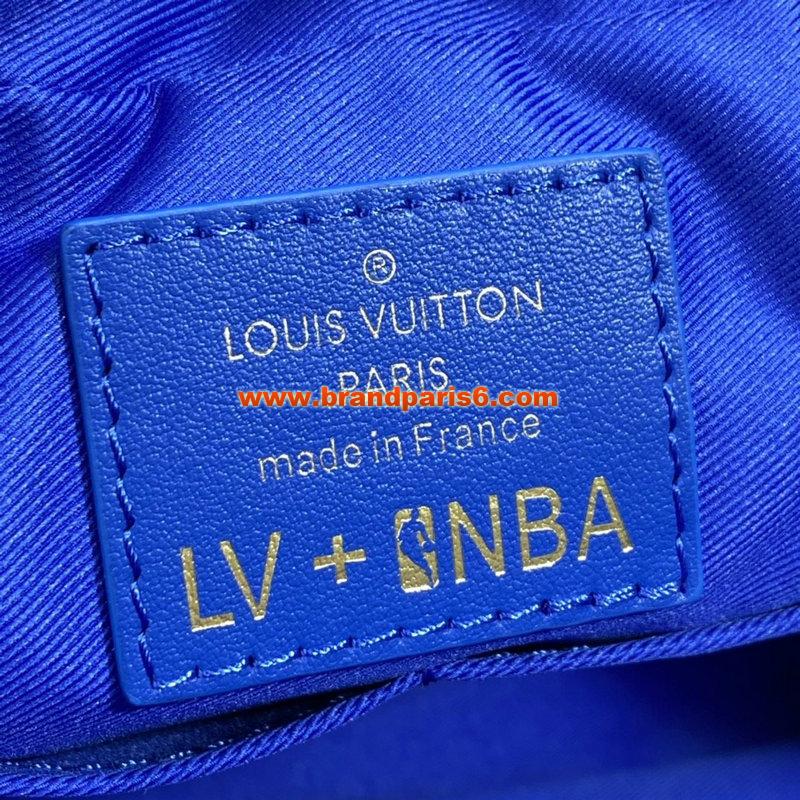 ®
LOUIS VUITTON
PARIS
www.brandparis6.com
made in France
LV + NBA